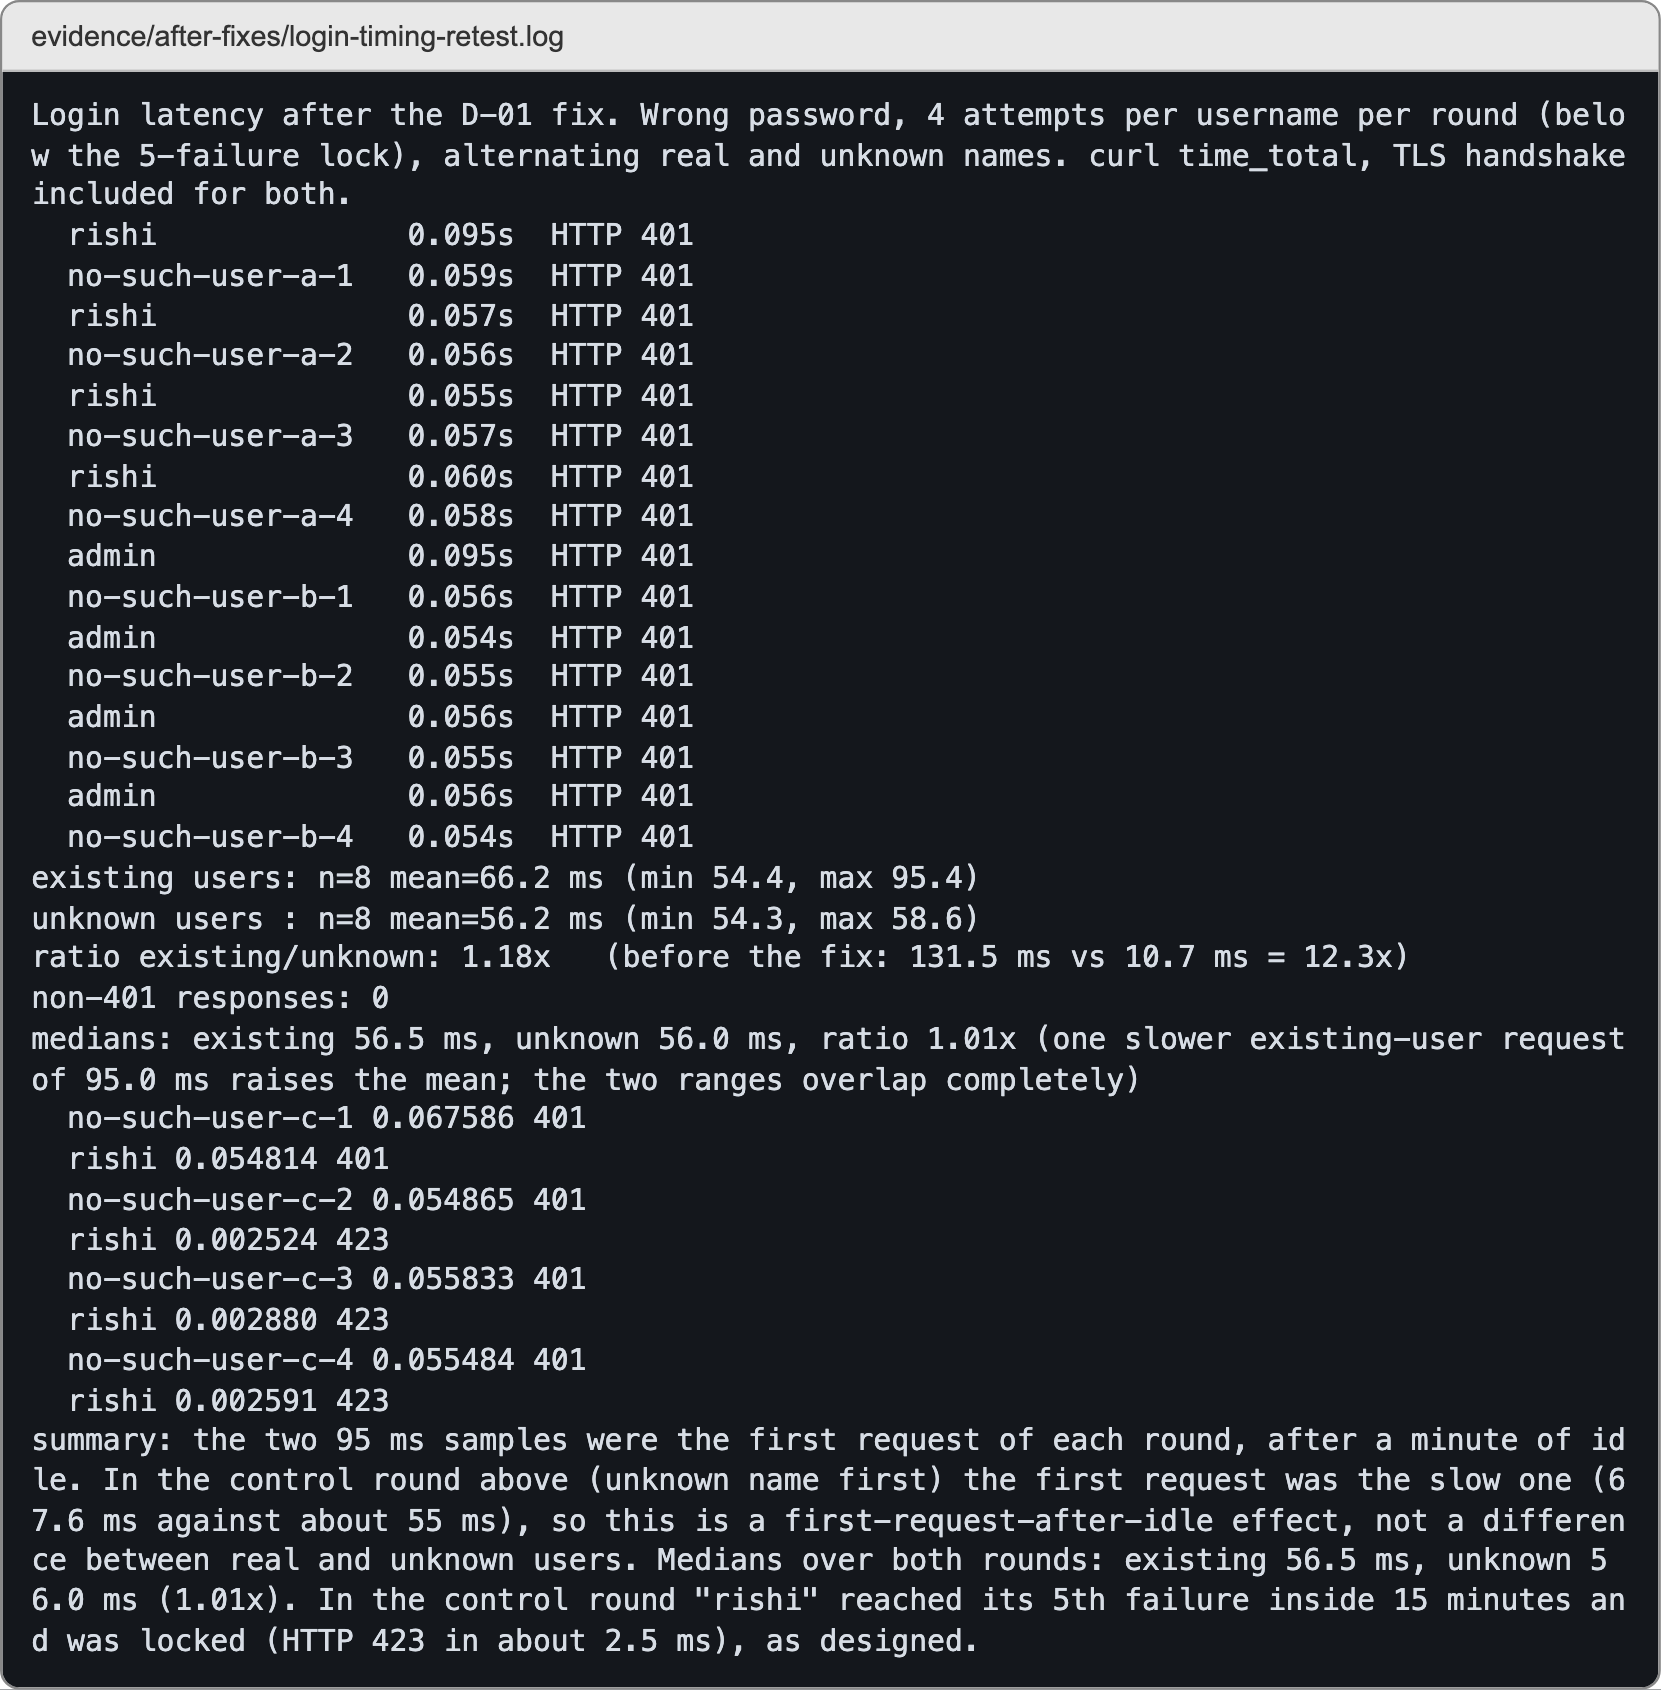 evidence/after-fixes/login-timing-retest.log
Login latency after the D-01 fix. Wrong password, 4 attempts per username per round (belo
w the 5-failure lock), alternating real and unknown names. curl time_total, TLS handshake
included for both.
  rishi              0.095s  HTTP 401
  no-such-user-a-1   0.059s  HTTP 401
  rishi              0.057s  HTTP 401
  no-such-user-a-2   0.056s  HTTP 401
  rishi              0.055s  HTTP 401
  no-such-user-a-3   0.057s  HTTP 401
  rishi              0.060s  HTTP 401
  no-such-user-a-4   0.058s  HTTP 401
  admin              0.095s  HTTP 401
  no-such-user-b-1   0.056s  HTTP 401
  admin              0.054s  HTTP 401
  no-such-user-b-2   0.055s  HTTP 401
  admin              0.056s  HTTP 401
  no-such-user-b-3   0.055s  HTTP 401
  admin              0.056s  HTTP 401
  no-such-user-b-4   0.054s  HTTP 401
existing users: n=8 mean=66.2 ms (min 54.4, max 95.4)
unknown users : n=8 mean=56.2 ms (min 54.3, max 58.6)
ratio existing/unknown: 1.18x   (before the fix: 131.5 ms vs 10.7 ms = 12.3x)
non-401 responses: 0
medians: existing 56.5 ms, unknown 56.0 ms, ratio 1.01x (one slower existing-user request
of 95.0 ms raises the mean; the two ranges overlap completely)
  no-such-user-c-1 0.067586 401
  rishi 0.054814 401
  no-such-user-c-2 0.054865 401
  rishi 0.002524 423
  no-such-user-c-3 0.055833 401
  rishi 0.002880 423
  no-such-user-c-4 0.055484 401
  rishi 0.002591 423
summary: the two 95 ms samples were the first request of each round, after a minute of id
le. In the control round above (unknown name first) the first request was the slow one (6
7.6 ms against about 55 ms), so this is a first-request-after-idle effect, not a differen
ce between real and unknown users. Medians over both rounds: existing 56.5 ms, unknown 5
6.0 ms (1.01x). In the control round "rishi" reached its 5th failure inside 15 minutes an
d was locked (HTTP 423 in about 2.5 ms), as designed.